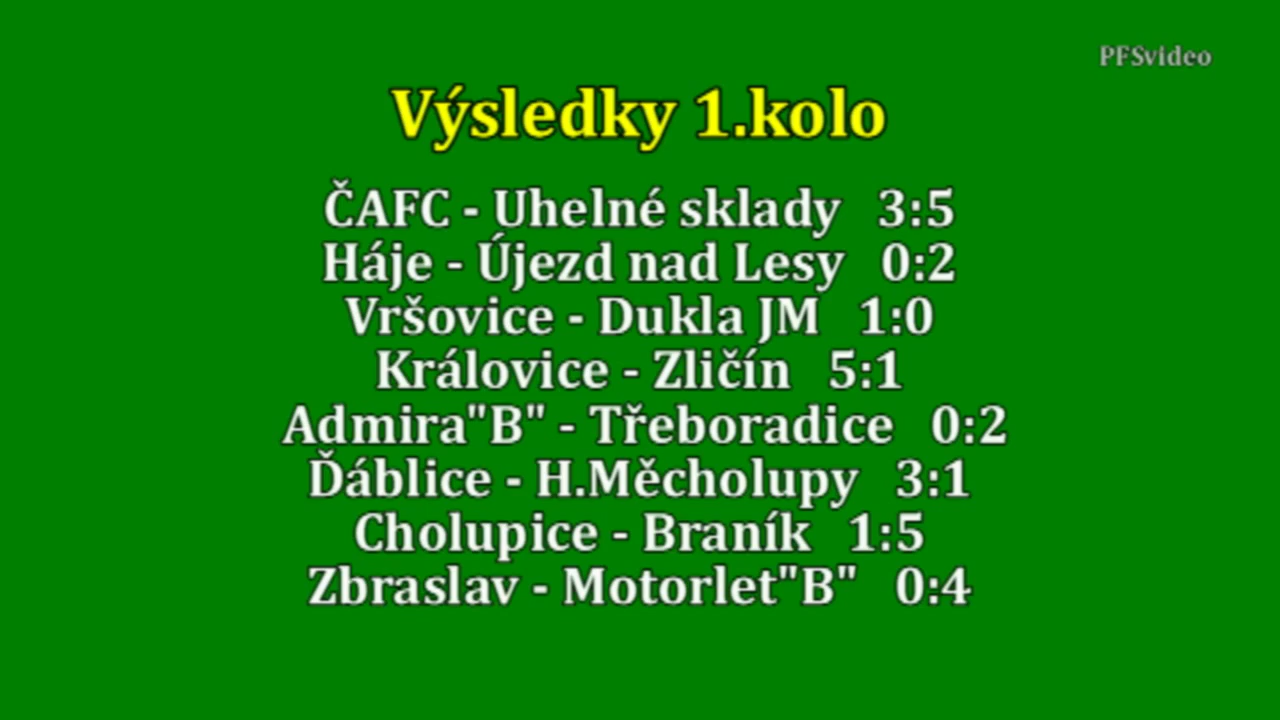 PFSvideo
Výsledky 1.kolo
ČAFC - Uhelné sklady 3:5
Háje - Újezd nad Lesy 0:2
Vršovice - Dukla JM 1:0
Královice - Zličín 5:1
Admira"B" - Třeboradice 0:2
Ďáblice - H.Měcholupy 3:1
Cholupice - Braník 1:5
Zbraslav - Motorlet"B" 0:4